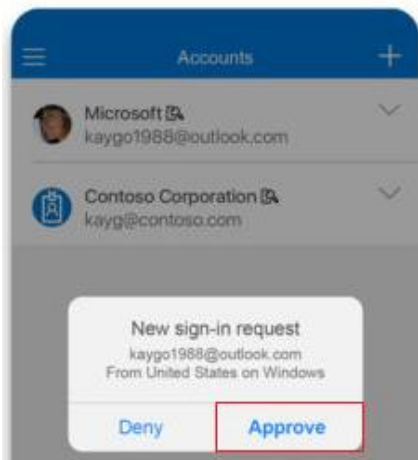 Accounts
Microsoft
kaygo1988@outlook.com
Contoso Corporation
kayg@contoso.com
New sign-in request
kaygo1988@outlook.com
From United States on Windows
Deny Approve